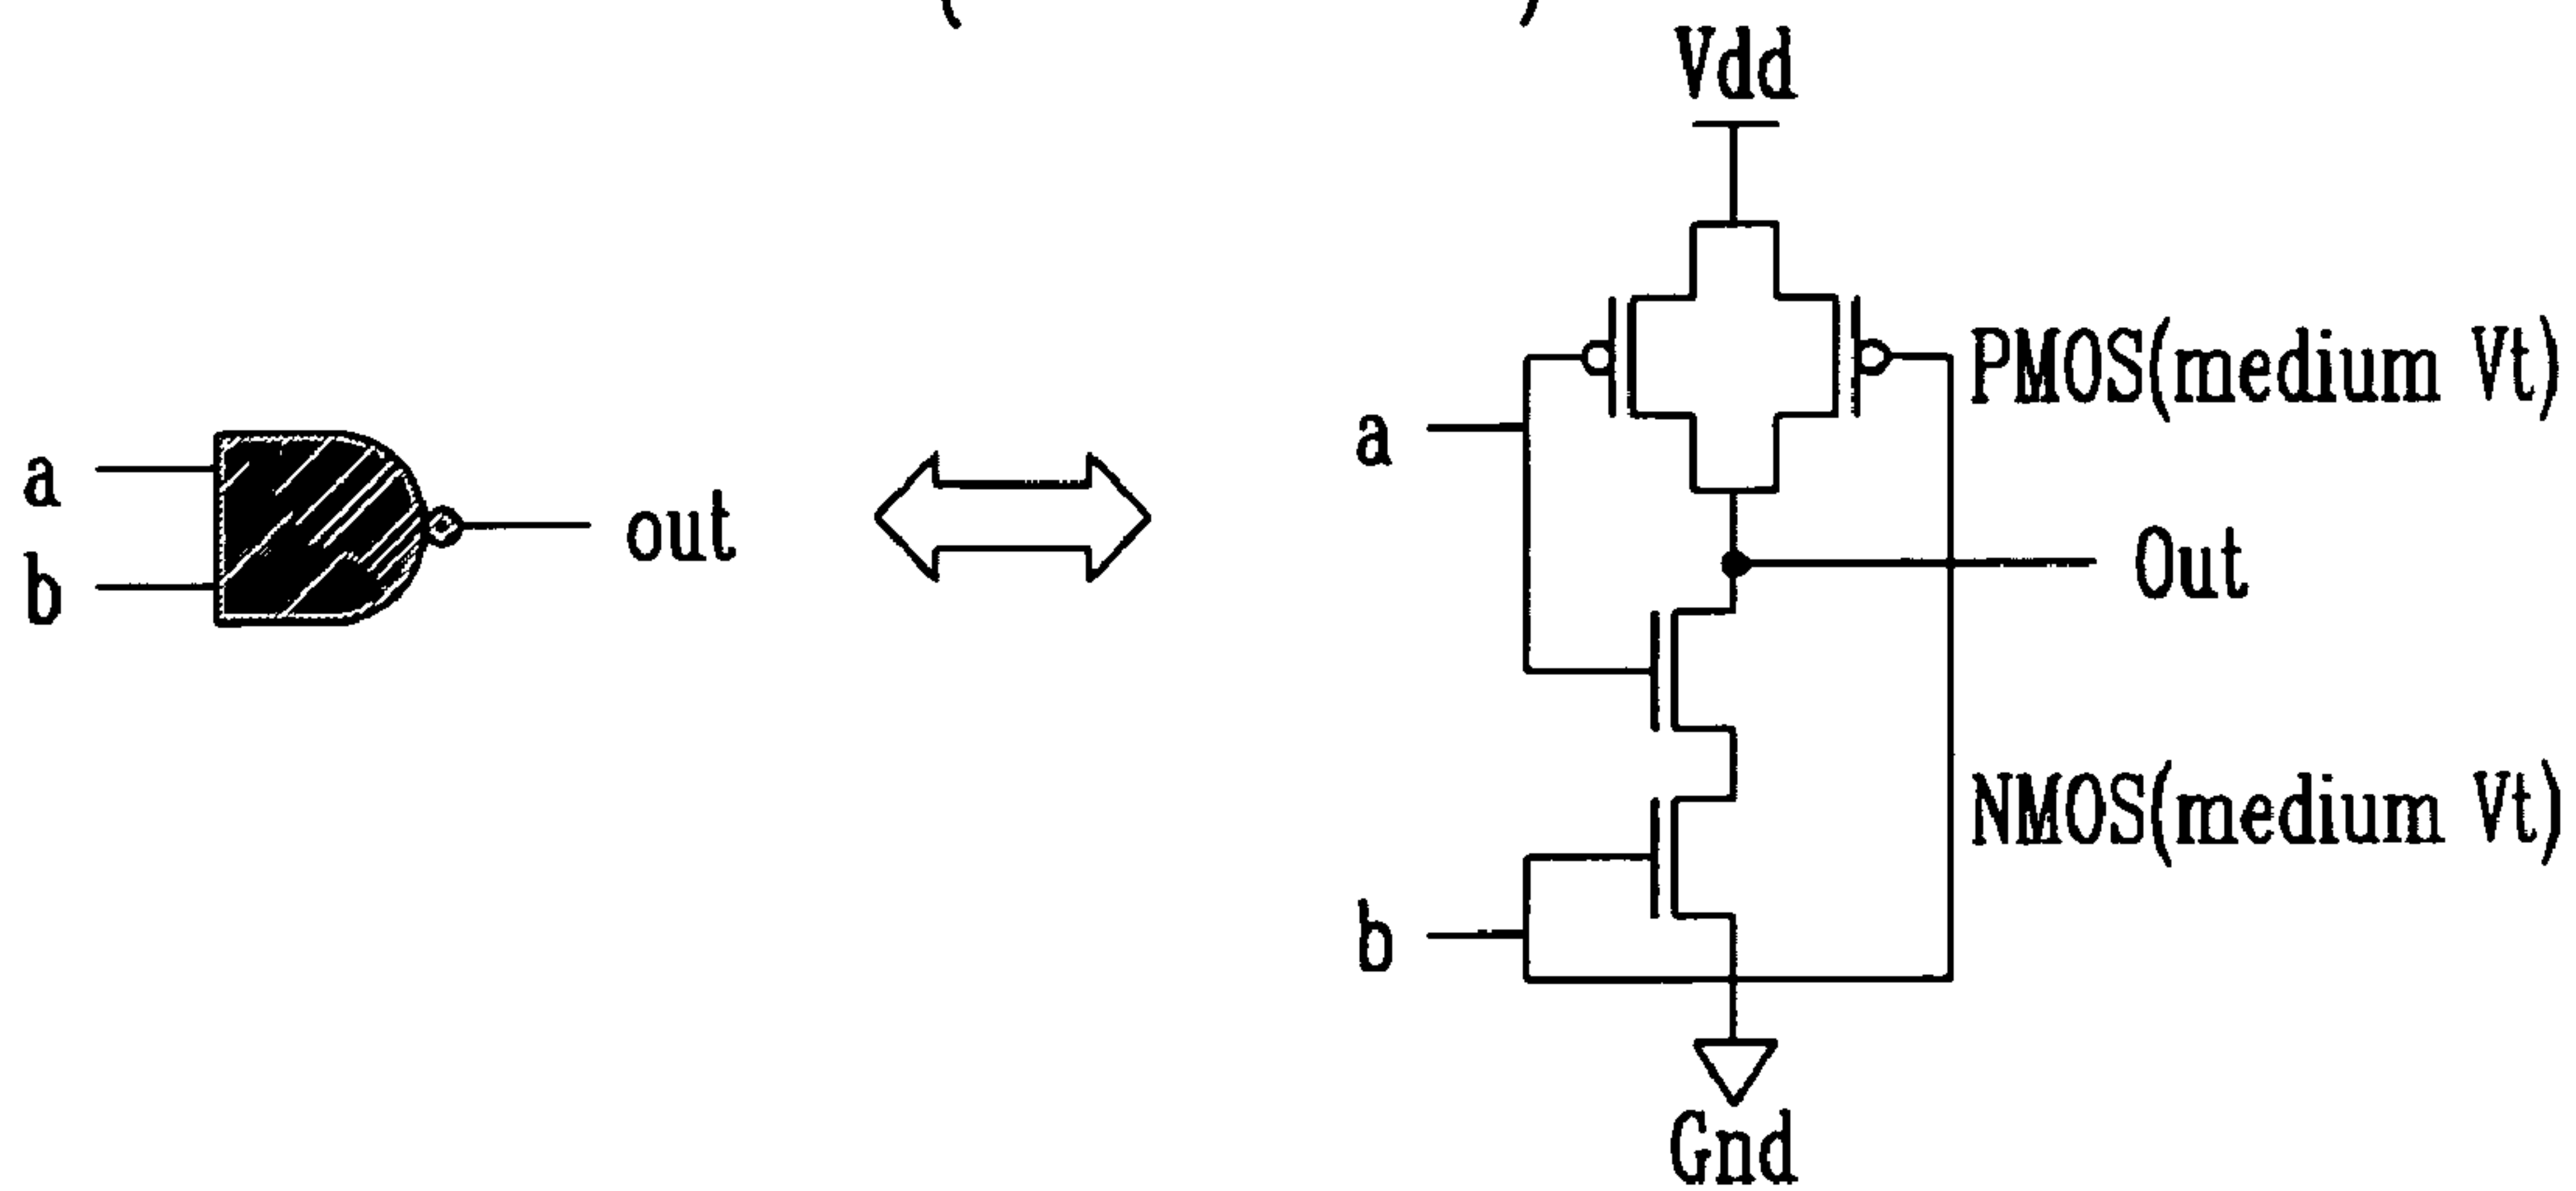 Vdd
PMOS(medium Vt)
a
a
out
Out
b
NMOS(medium Vt)
b
Gnd